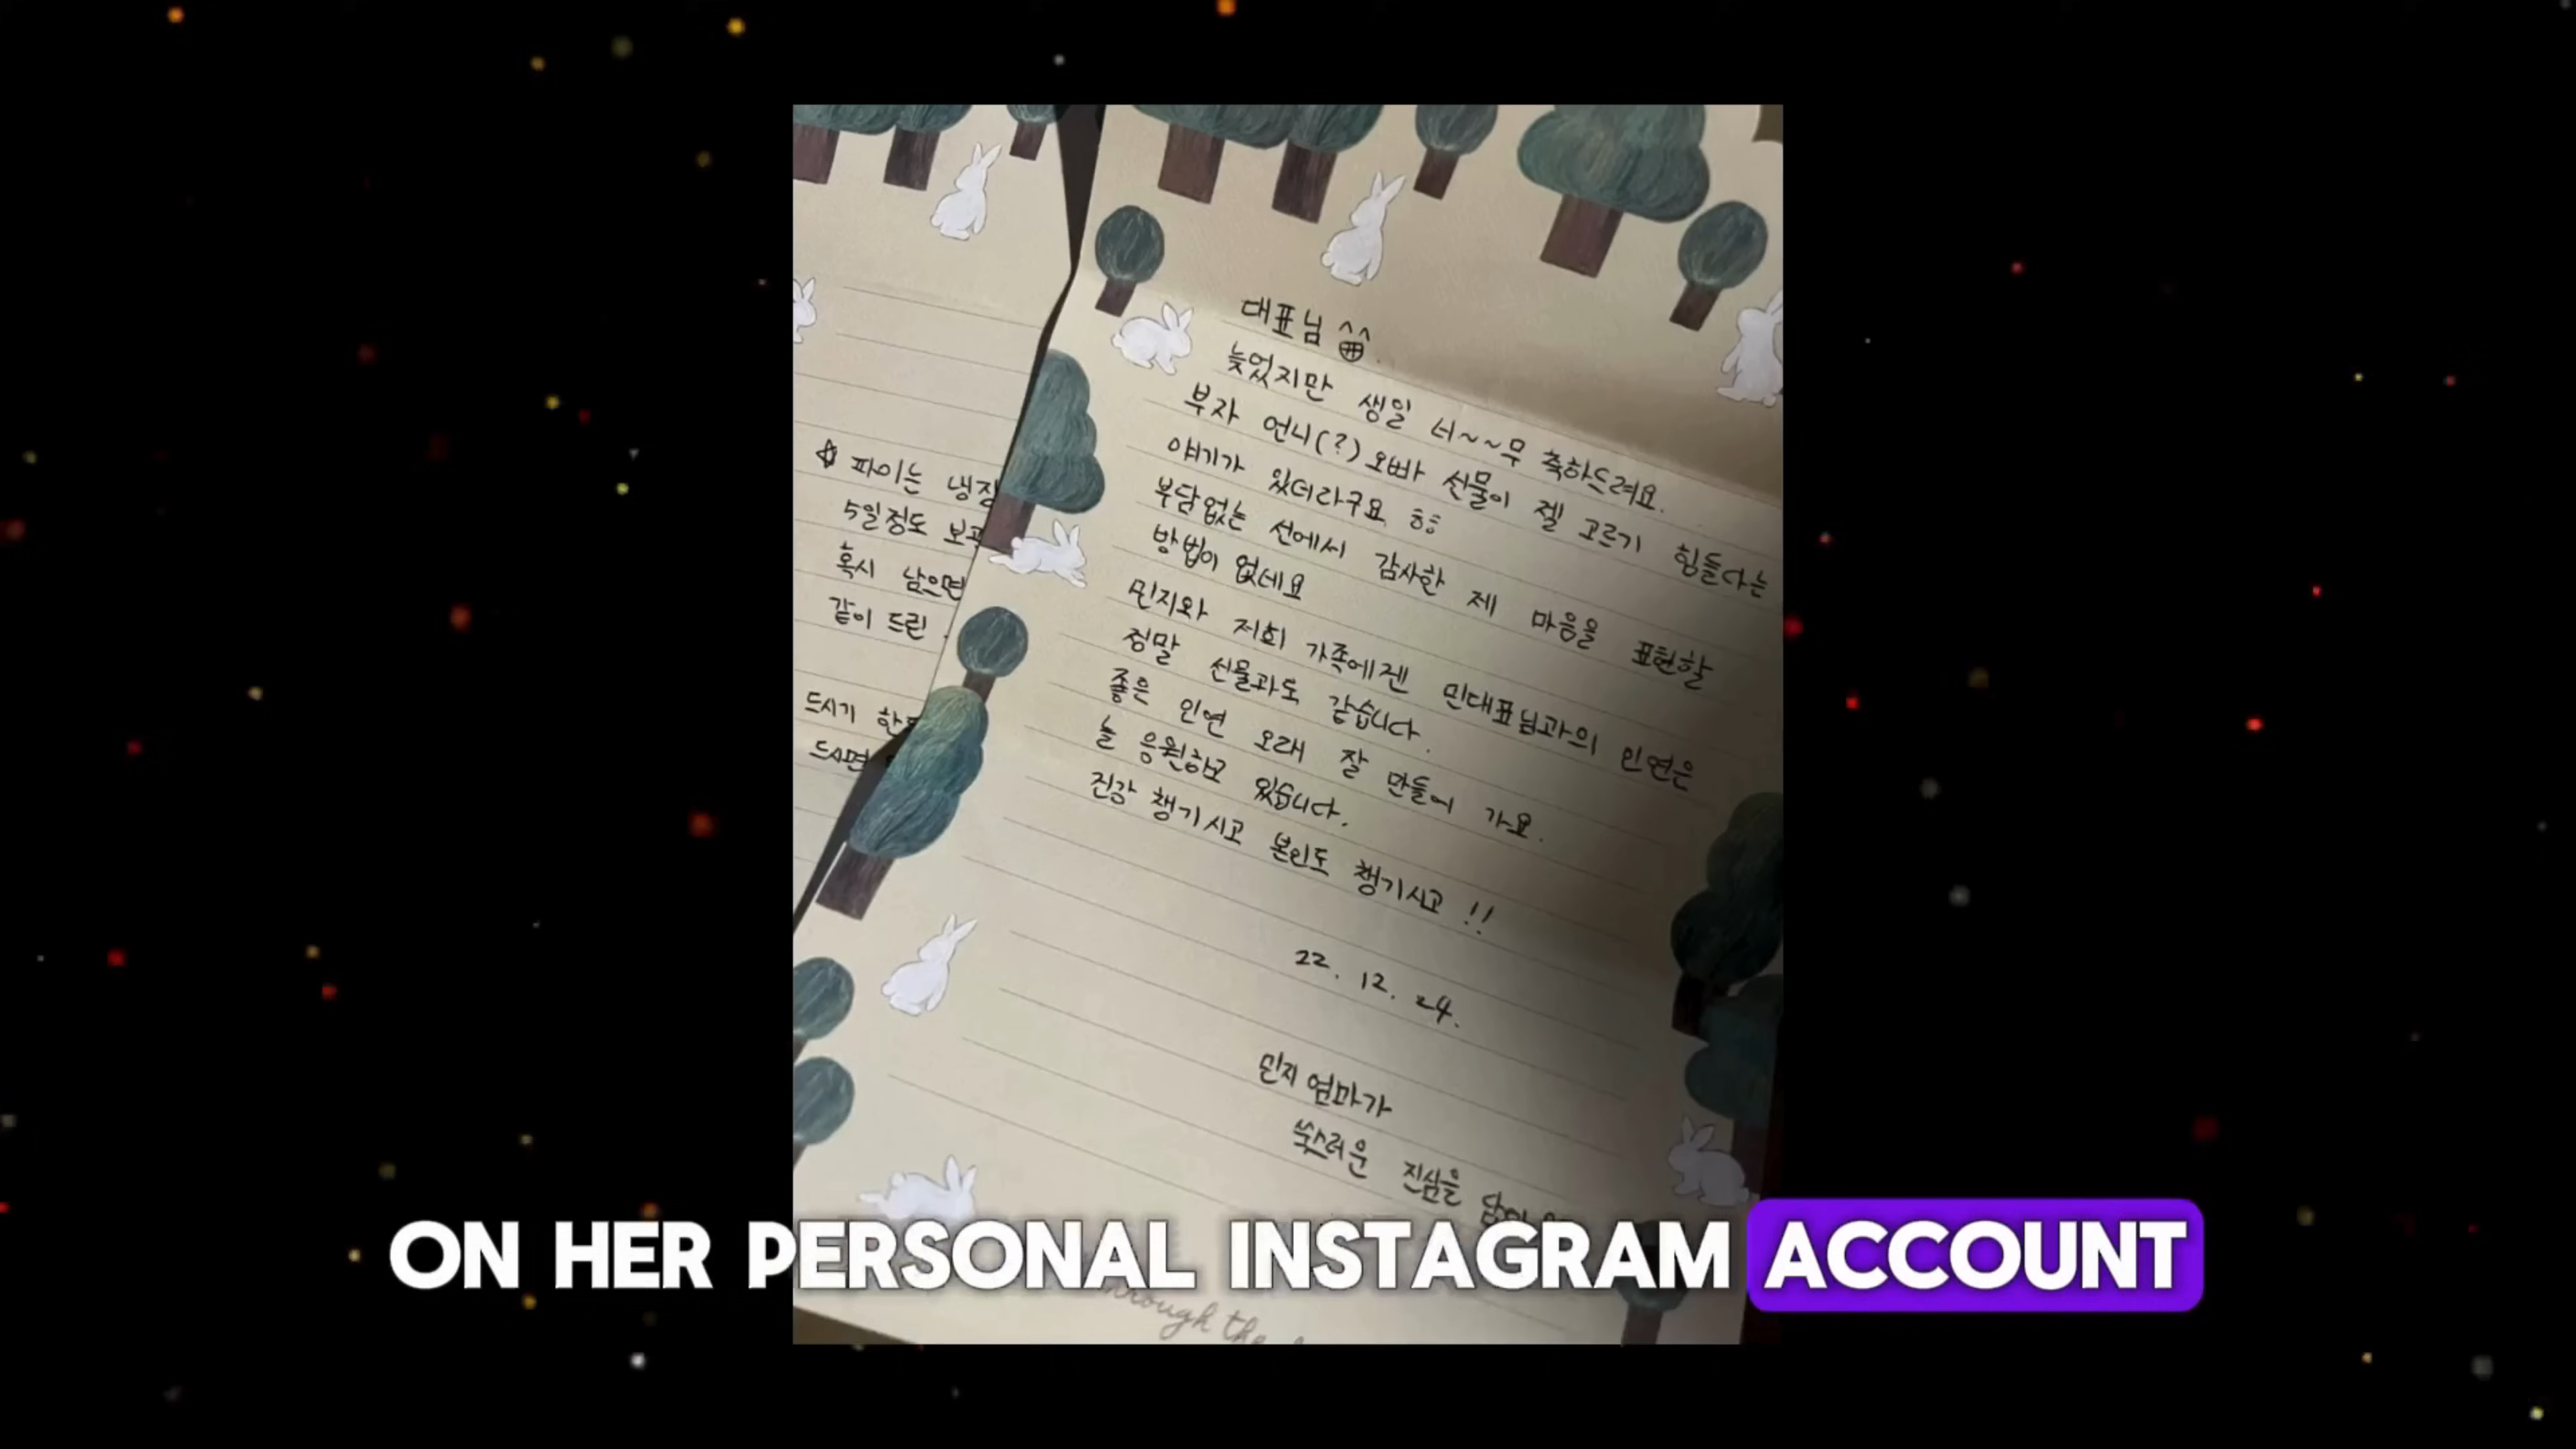 대표님 ^^
늦었지만 생일 너~~무 축하드려요.
부자 언니(?)오빠 선물이 젤 고르기 힘들다는
얘기가 있더라구요 ㅎㅎ
부담없는 선에서 감사한 제 마음을 표현할
방법이 없네요
민지와 저희 가족에겐 민대표님과의 인연은
정말 선물과도 같습니다.
좋은 인연 오래 잘 만들어 가요.
늘 응원하고 있습니다.
건강 챙기시고 본인도 챙기시고 !!
22. 12. 24.
민지 엄마가
쑥스러운 진심을
☆ 파이는
5일정도
혹시 남으면
같이 드린
드시기
드시면
ON HER PERSONAL INSTAGRAM ACCOUNT
through the